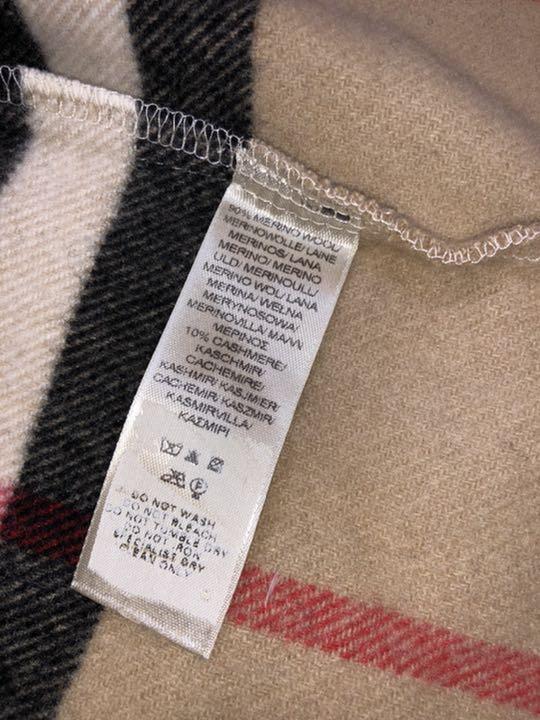 90% MERINO WOOL
MERINOWOLLE/ LAINE
MERINOS/ LANA
MERINO/ MERINO
ULD/ MERINOULL/
MERINO WOL/ LANA
MERINA/ WEŁNA
MERYNOSOWA/
MERINOVILLA/ ΜΑΛΛΙ
ΜΕΡΙΝΟΣ
10% CASHMERE/
KASCHMIR/
CACHEMIRE/
KASHMIR/ KASJMIER/
CACHEMIR/ KASZMIR/
KASMIRVILLA/
ΚΑΣΜΙΡΙ
P
DO NOT WASH
DO NOT BLEACH
DO NOT TUMBLE DRY
DO NOT IRON
SPECIALIST DRY
CLEAN ONLY